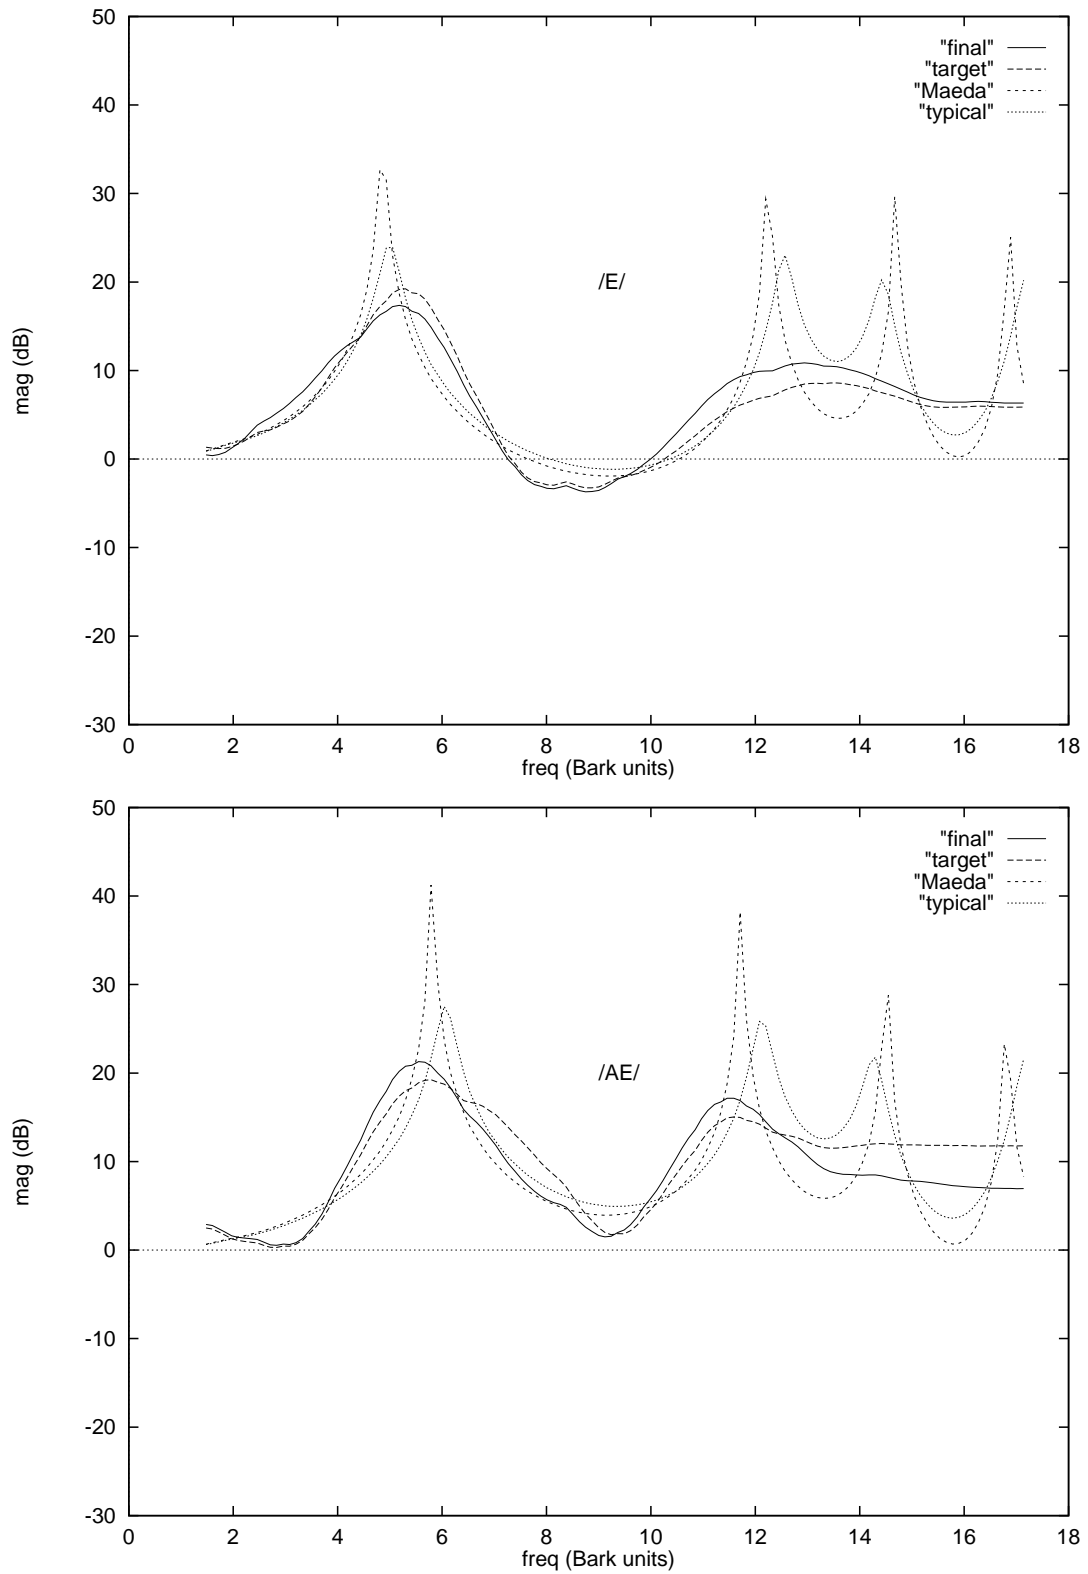 50
40
30
20
10
0
-10
-20
-30
mag (dB)
"final"
"target"
"Maeda"
"typical"
/E/
0 2 4 6 8 10 12 14 16 18
freq (Bark units)
50
40
30
20
10
0
-10
-20
-30
mag (dB)
"final"
"target"
"Maeda"
"typical"
/AE/
0 2 4 6 8 10 12 14 16 18
freq (Bark units)